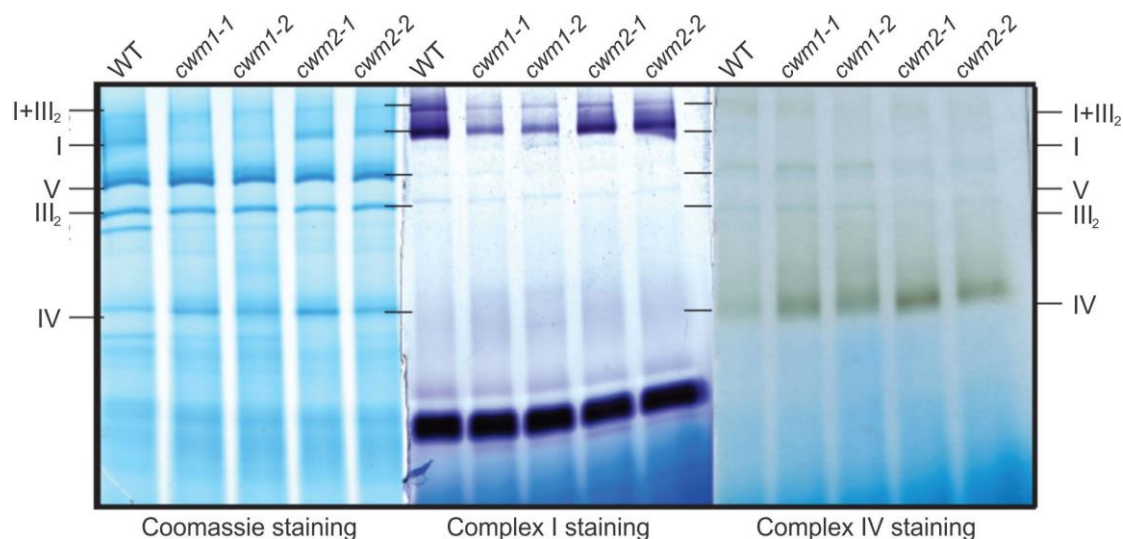 WT cwm1-1 cwm1-2 cwm2-1 cwm2-2 WT cwm1-1 cwm1-2 cwm2-1 cwm2-2 WT cwm1-1 cwm1-2 cwm2-1 cwm2-2
I+III₂ I+III₂
I I
V V
III₂ III₂
IV IV
Coomassie staining Complex I staining Complex IV staining